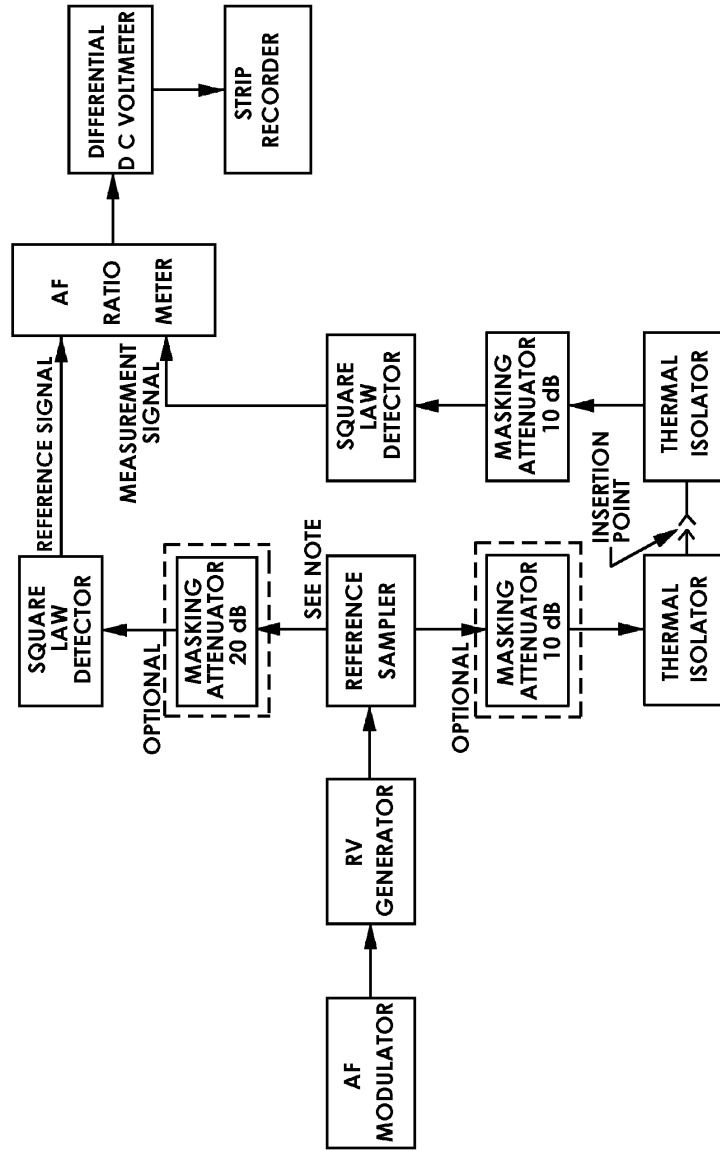 AF
MODULATOR
RV
GENERATOR
REFERENCE
SAMPLER
SEE NOTE
OPTIONAL
MASKING
ATTENUATOR
20 dB
SQUARE
LAW
DETECTOR
REFERENCE SIGNAL
OPTIONAL
MASKING
ATTENUATOR
10 dB
THERMAL
ISOLATOR
INSERTION
POINT
THERMAL
ISOLATOR
MASKING
ATTENUATOR
10 dB
SQUARE
LAW
DETECTOR
MEASUREMENT
SIGNAL
AF
RATIO
METER
DIFFERENTIAL
D C VOLTMETER
STRIP
RECORDER